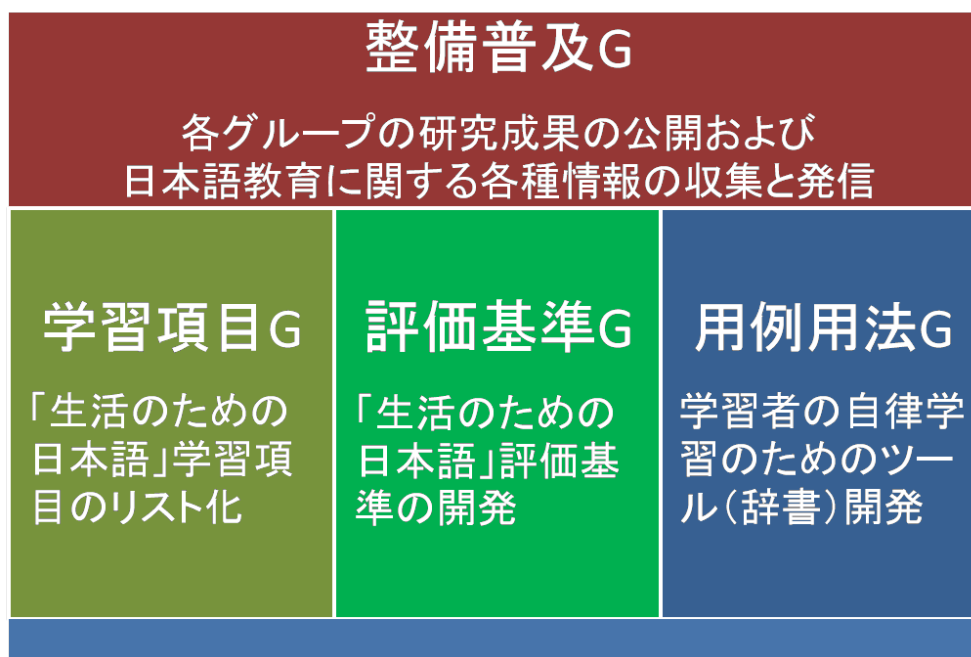 整備普及G
各グループの研究成果の公開および
日本語教育に関する各種情報の収集と発信
学習項目G
「生活のための
日本語」学習項
目のリスト化
評価基準G
「生活のための
日本語」評価基
準の開発
用例用法G
学習者の自律学
習のためのツー
ル（辞書）開発